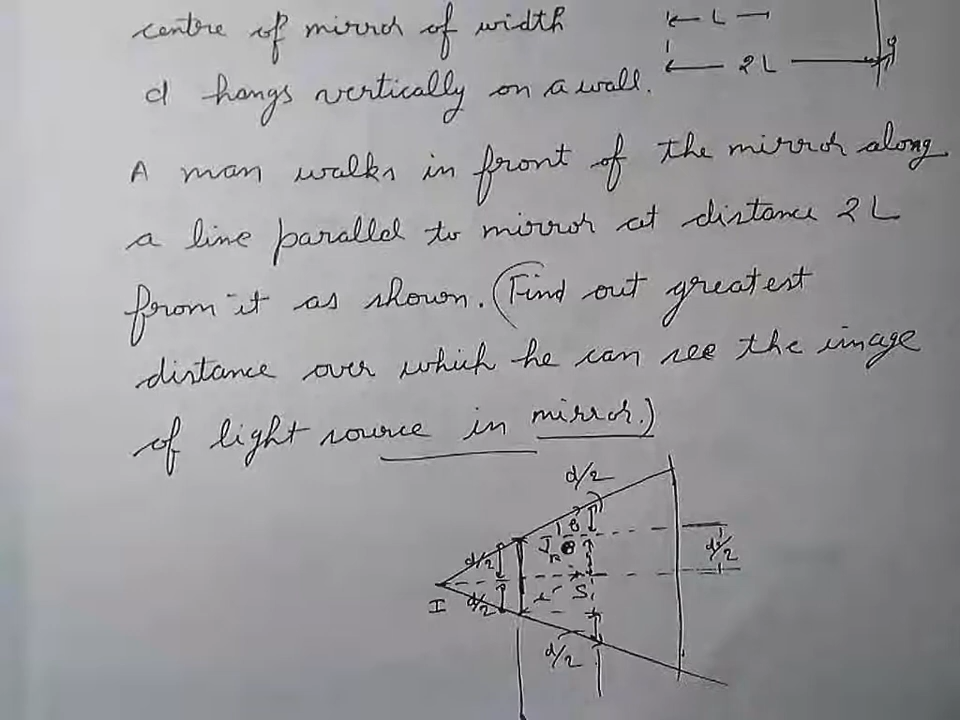 centre of mirror of width
L
d hangs vertically on a wall.
2L
A man walks in front of the mirror along
a line parallel to mirror at distance 2L
from it as shown. (Find out greatest
distance over which he can see the image
of light source in mirror.)
d/2
d/2
d/2
I
d/2
S
d/2